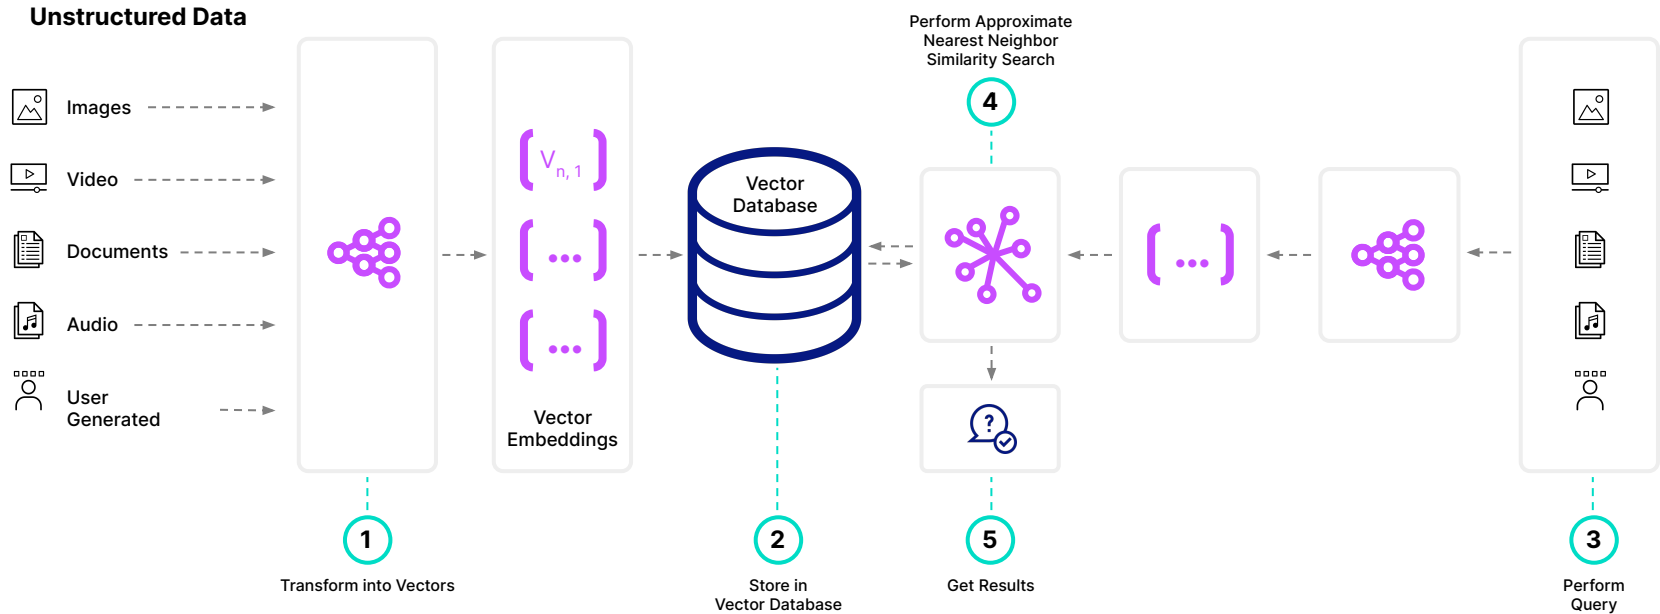 Unstructured Data
Images
Video
Documents
Audio
User
Generated
V n, 1
...
...
Vector
Embeddings
Vector
Database
Perform Approximate
Nearest Neighbor
Similarity Search
4
...
?
1
Transform into Vectors
2
Store in
Vector Database
5
Get Results
3
Perform
Query